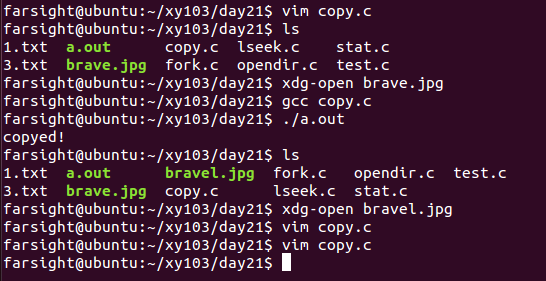 farsight@ubuntu:~/xy103/day21$ vim copy.c
farsight@ubuntu:~/xy103/day21$ ls
1.txt a.out copy.c lseek.c stat.c
3.txt brave.jpg fork.c opendir.c test.c
farsight@ubuntu:~/xy103/day21$ xdg-open brave.jpg
farsight@ubuntu:~/xy103/day21$ gcc copy.c
farsight@ubuntu:~/xy103/day21$ ./a.out
copyed!
farsight@ubuntu:~/xy103/day21$ ls
1.txt a.out bravel.jpg fork.c opendir.c test.c
3.txt brave.jpg copy.c lseek.c stat.c
farsight@ubuntu:~/xy103/day21$ xdg-open bravel.jpg
farsight@ubuntu:~/xy103/day21$ vim copy.c
farsight@ubuntu:~/xy103/day21$ vim copy.c
farsight@ubuntu:~/xy103/day21$